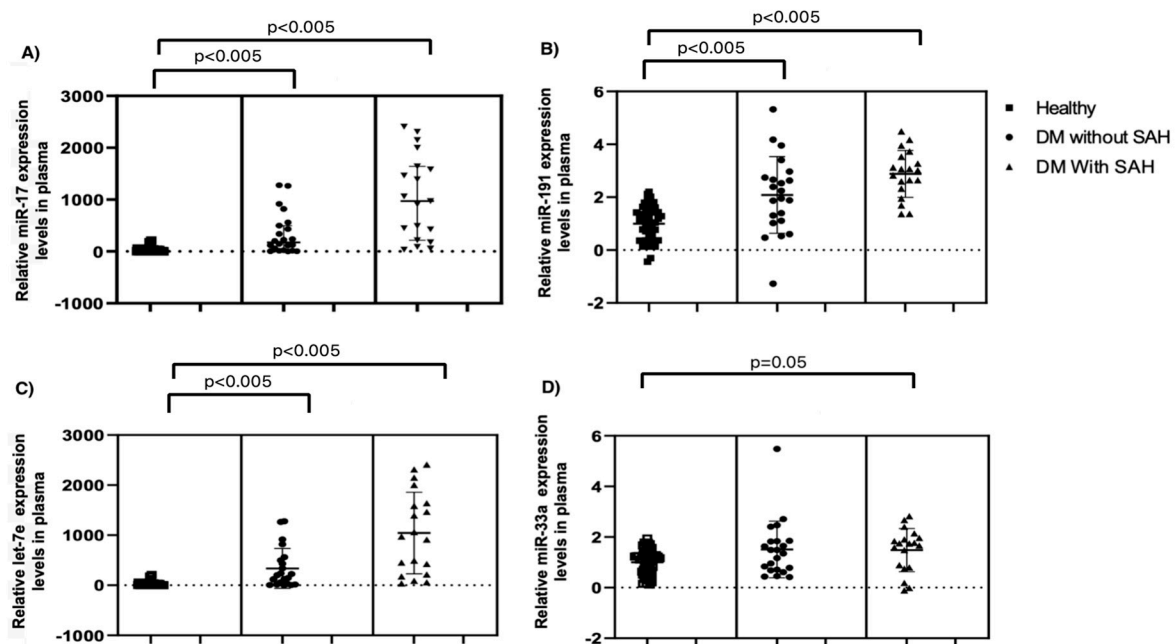 A)
p<0.005
p<0.005
Relative miR-17 expression
levels in plasma
3000
2000
1000
0
-1000
B)
p<0.005
p<0.005
Relative miR-191 expression
levels in plasma
6
4
2
0
-2
Healthy
DM without SAH
DM With SAH
C)
p<0.005
p<0.005
Relative let-7e expression
levels in plasma
3000
2000
1000
0
-1000
D)
p=0.05
Relative miR-33a expression
levels in plasma
6
4
2
0
-2